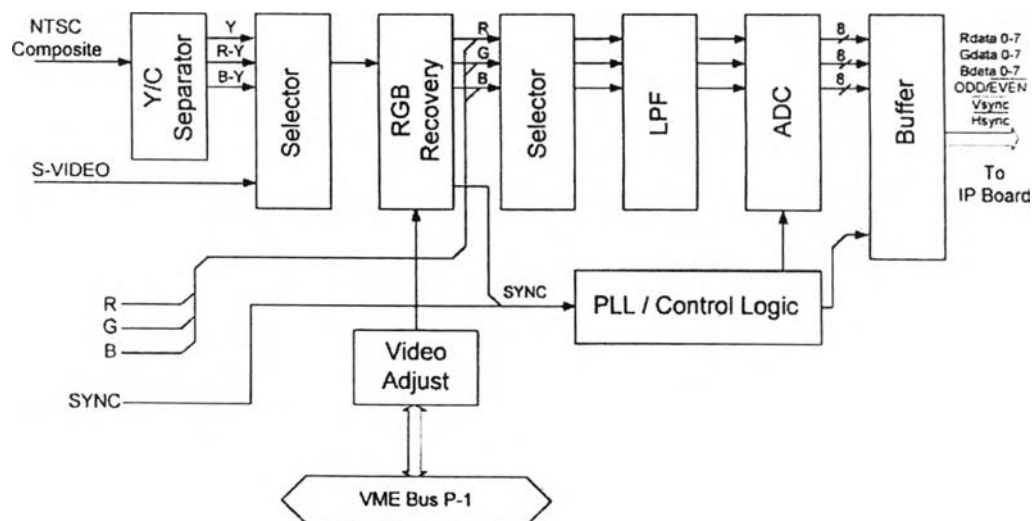 NTSC
Composite
Y/C
Separator
Y
R-Y
B-Y
S-VIDEO
Selector
RGB
Recovery
R
G
B
Selector
LPF
ADC
8
8
8
Buffer
Rdata 0-7
Gdata 0-7
Bdata 0-7
ODD/EVEN
Vsync
Hsync
To
IP Board
R
G
B
SYNC
SYNC
PLL / Control Logic
Video
Adjust
VME Bus P-1